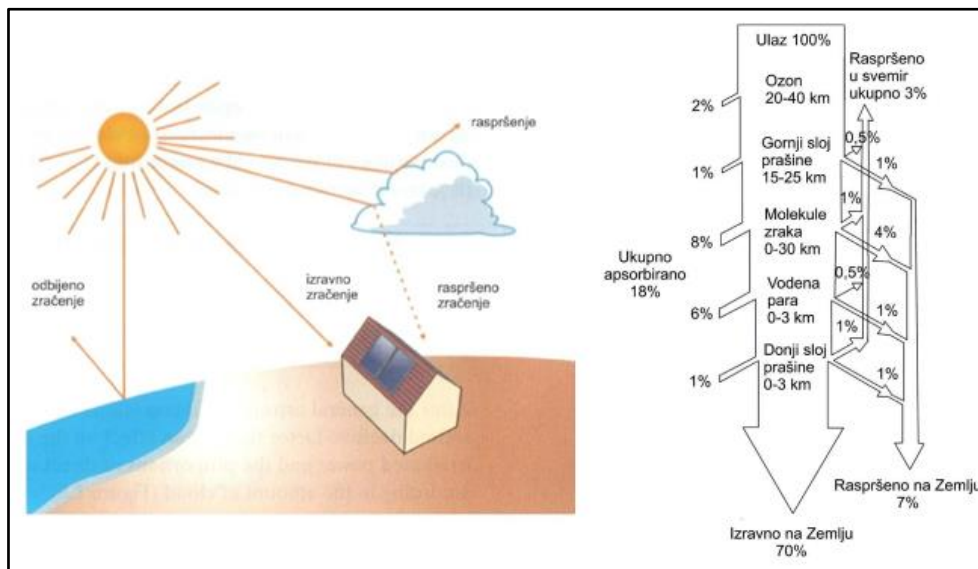 raspršenje
odbijeno
zračenje
izravno
zračenje
raspršeno
zračenje
Ulaz 100%
Raspršeno
u svemir
ukupno 3%
Ozon
20-40 km
2%
0,5%
Gornji sloj
prašine
15-25 km
1%
1%
1%
Molekule
zraka
0-30 km
8%
4%
Ukupno
apsorbirano
18%
0,5%
Vodena
para
0-3 km
6%
1%
1%
Donji sloj
prašine
0-3 km
1%
1%
Raspršeno na Zemlju
7%
Izravno na Zemlju
70%